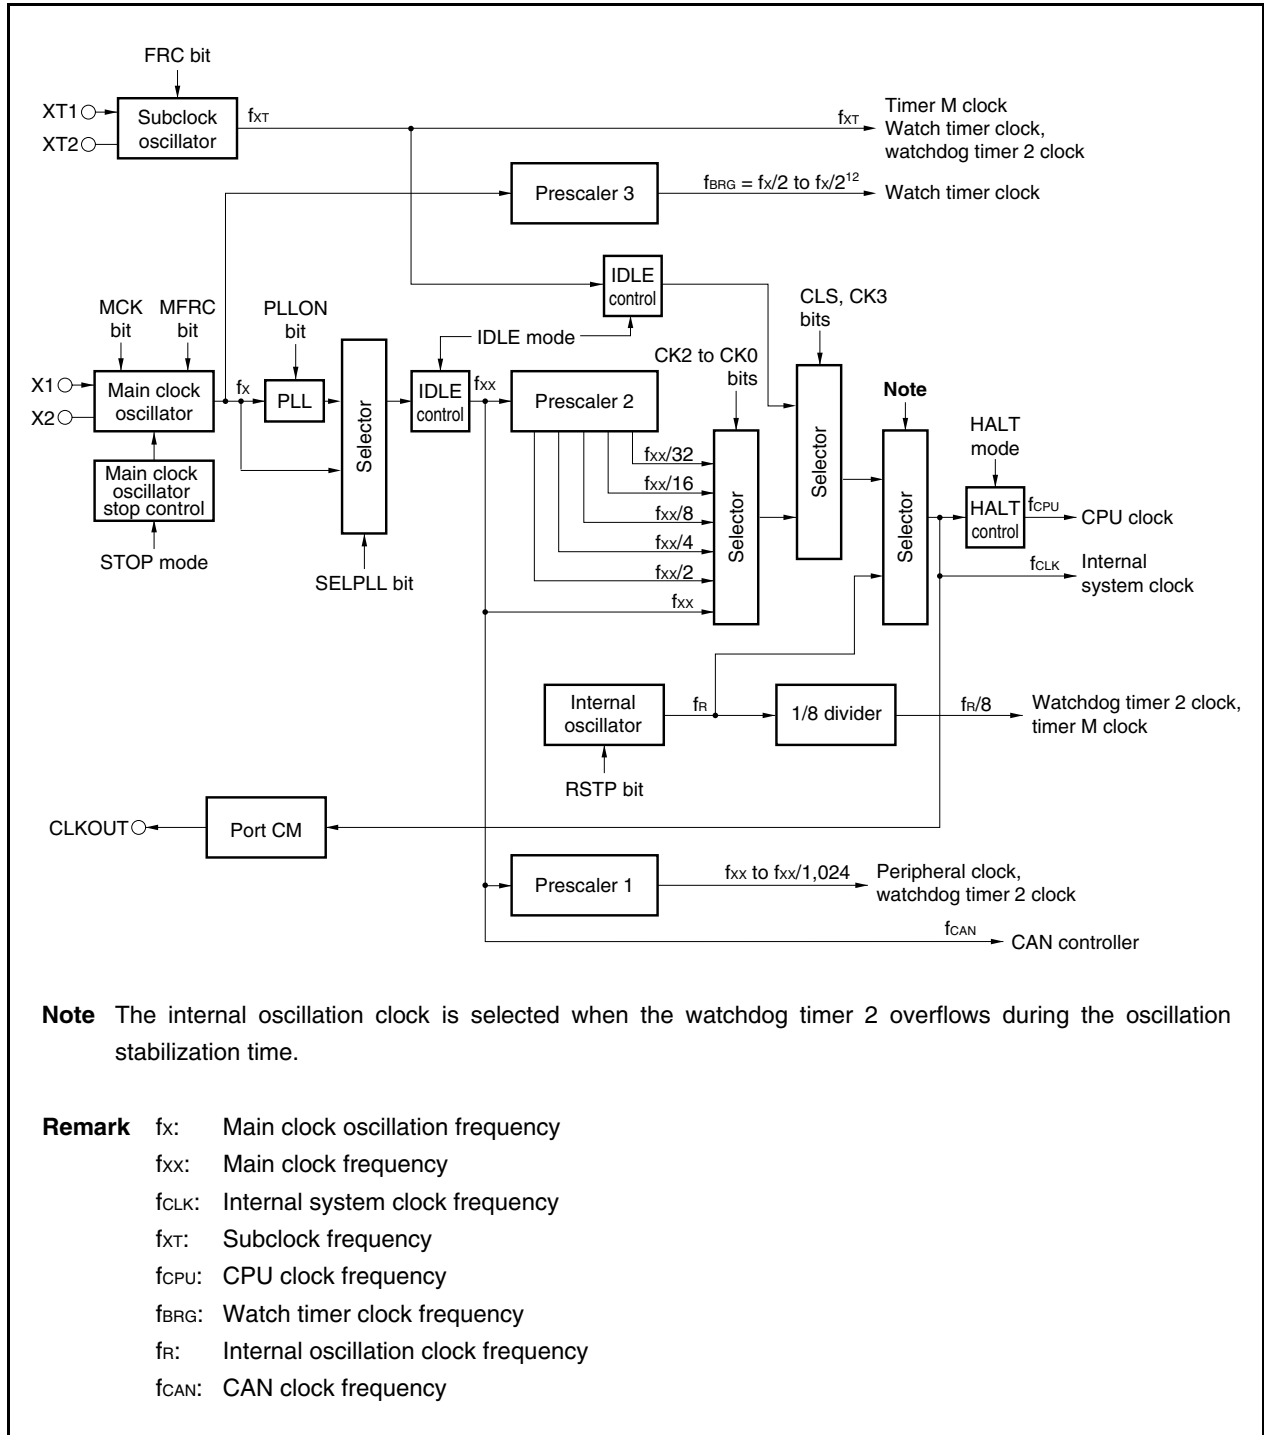 FRC bit
XT1
XT2
Subclock
oscillator
fXT
fXT
Timer M clock
Watch timer clock,
watchdog timer 2 clock
Prescaler 3
fBRG = fX/2 to fX/2¹²
Watch timer clock
IDLE
control
MCK
bit
MFRC
bit
PLLON
bit
IDLE mode
CLS, CK3
bits
CK2 to CK0
bits
X1
X2
Main clock
oscillator
fX
PLL
Selector
IDLE
control
fXX
Prescaler 2
Selector
Note
HALT
mode
Main clock
oscillator
stop control
STOP mode
SELPLL bit
fXX/32
fXX/16
fXX/8
fXX/4
fXX/2
fXX
Selector
Selector
HALT
control
fCPU
CPU clock
fCLK
Internal
system clock
Internal
oscillator
fR
1/8 divider
fR/8
Watchdog timer 2 clock,
timer M clock
RSTP bit
CLKOUT
Port CM
Prescaler 1
fXX to fXX/1,024
Peripheral clock,
watchdog timer 2 clock
fCAN
CAN controller
Note The internal oscillation clock is selected when the watchdog timer 2 overflows during the oscillation
stabilization time.
Remark fX: Main clock oscillation frequency
fXX: Main clock frequency
fCLK: Internal system clock frequency
fXT: Subclock frequency
fCPU: CPU clock frequency
fBRG: Watch timer clock frequency
fR: Internal oscillation clock frequency
fCAN: CAN clock frequency